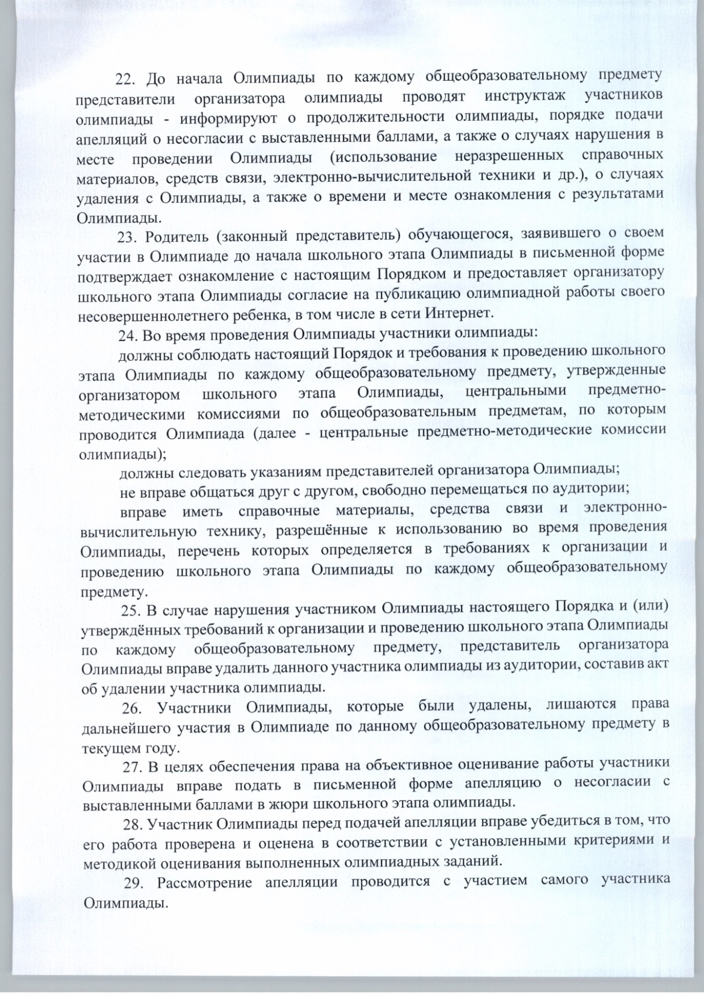 22. До начала Олимпиады по каждому общеобразовательному предмету
представители организатора олимпиады проводят инструктаж участников
олимпиады - информируют о продолжительности олимпиады, порядке подачи
апелляций о несогласии с выставленными баллами, а также о случаях нарушения в
месте проведении Олимпиады (использование неразрешенных справочных
материалов, средств связи, электронно-вычислительной техники и др.), о случаях
удаления с Олимпиады, а также о времени и месте ознакомления с результатами
Олимпиады.
23. Родитель (законный представитель) обучающегося, заявившего о своем
участии в Олимпиаде до начала школьного этапа Олимпиады в письменной форме
подтверждает ознакомление с настоящим Порядком и предоставляет организатору
школьного этапа Олимпиады согласие на публикацию олимпиадной работы своего
несовершеннолетнего ребенка, в том числе в сети Интернет.
24. Во время проведения Олимпиады участники олимпиады:
должны соблюдать настоящий Порядок и требования к проведению школьного
этапа Олимпиады по каждому общеобразовательному предмету, утвержденные
организатором школьного этапа Олимпиады, центральными предметно-
методическими комиссиями по общеобразовательным предметам, по которым
проводится Олимпиада (далее - центральные предметно-методические комиссии
олимпиады);
должны следовать указаниям представителей организатора Олимпиады;
не вправе общаться друг с другом, свободно перемещаться по аудитории;
вправе иметь справочные материалы, средства связи и электронно-
вычислительную технику, разрешённые к использованию во время проведения
Олимпиады, перечень которых определяется в требованиях к организации и
проведению школьного этапа Олимпиады по каждому общеобразовательному
предмету.
25. В случае нарушения участником Олимпиады настоящего Порядка и (или)
утверждённых требований к организации и проведению школьного этапа Олимпиады
по каждому общеобразовательному предмету, представитель организатора
Олимпиады вправе удалить данного участника олимпиады из аудитории, составив акт
об удалении участника олимпиады.
26. Участники Олимпиады, которые были удалены, лишаются права
дальнейшего участия в Олимпиаде по данному общеобразовательному предмету в
текущем году.
27. В целях обеспечения права на объективное оценивание работы участники
Олимпиады вправе подать в письменной форме апелляцию о несогласии с
выставленными баллами в жюри школьного этапа олимпиады.
28. Участник Олимпиады перед подачей апелляции вправе убедиться в том, что
его работа проверена и оценена в соответствии с установленными критериями и
методикой оценивания выполненных олимпиадных заданий.
29. Рассмотрение апелляции проводится с участием самого участника
Олимпиады.